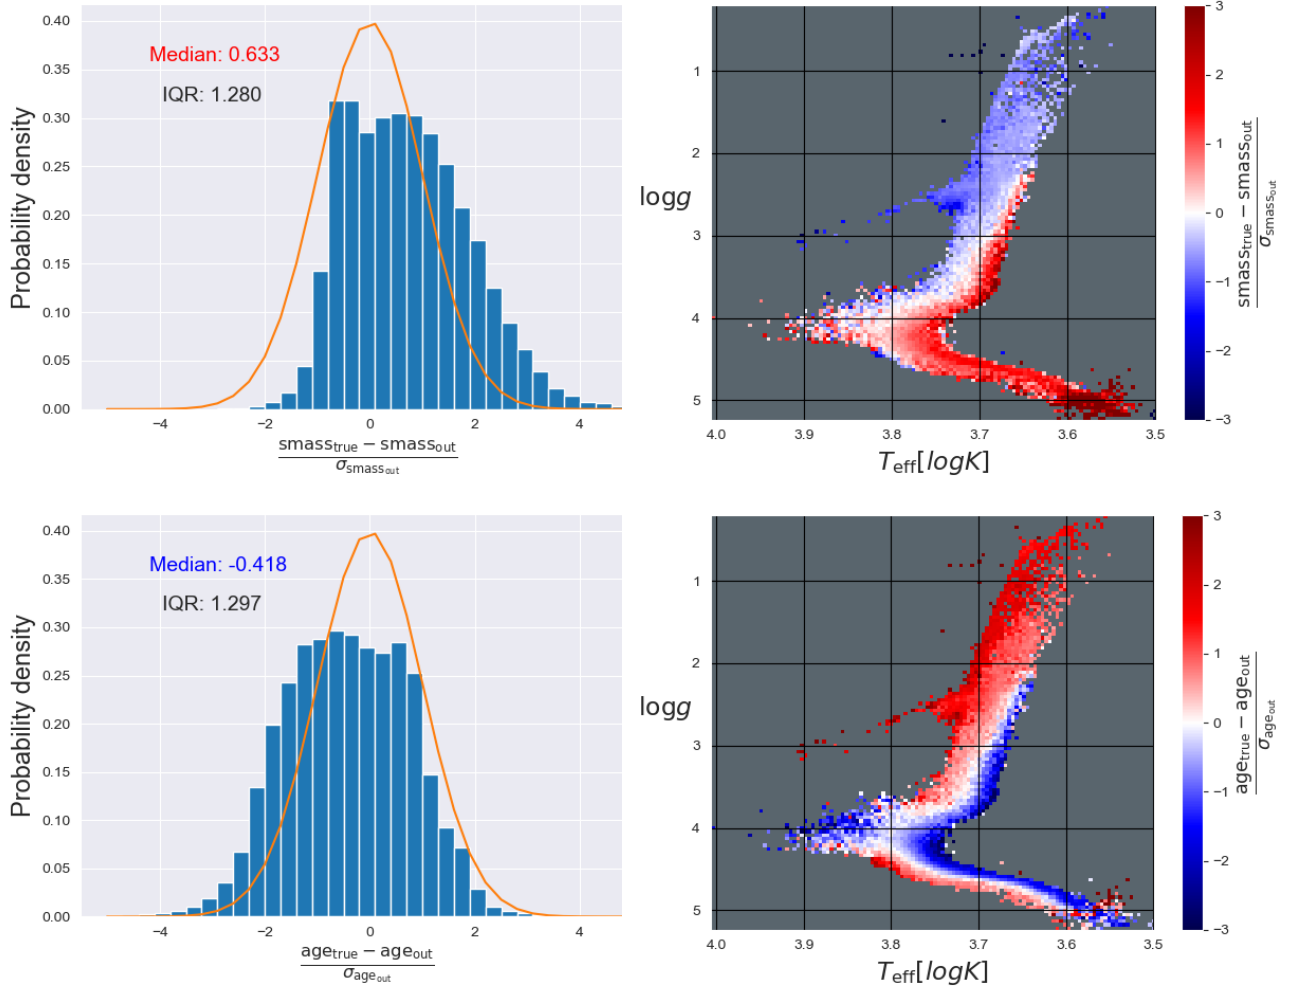 0.40
0.35
0.30
0.25
0.20
0.15
0.10
0.05
0.00
Probability density
Median: 0.633
IQR: 1.280
−4 −2 0 2 4
smass_true − smass_out
σ_smass_out
1
2
logg
3
4
5
4.0 3.9 3.8 3.7 3.6 3.5
T_eff[logK]
3
2
1
0
−1
−2
−3
smass_true − smass_out
σ_smass_out
0.40
0.35
0.30
0.25
0.20
0.15
0.10
0.05
0.00
Probability density
Median: -0.418
IQR: 1.297
−4 −2 0 2 4
age_true − age_out
σ_age_out
1
2
logg
3
4
5
4.0 3.9 3.8 3.7 3.6 3.5
T_eff[logK]
3
2
1
0
−1
−2
−3
age_true − age_out
σ_age_out